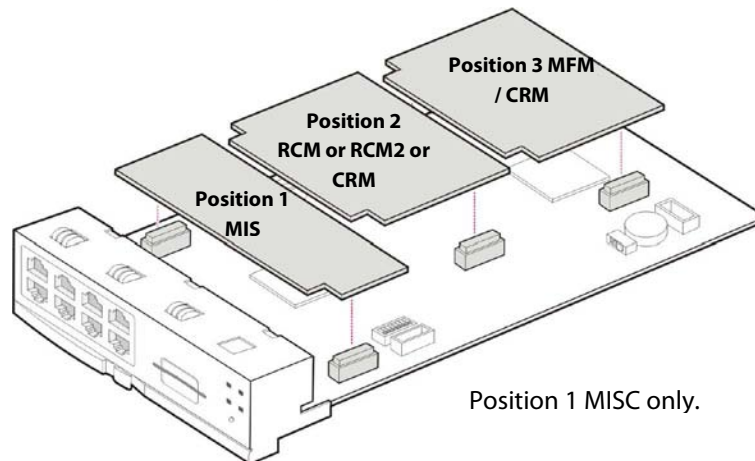 Position 3 MFM
/ CRM
Position 2
RCM or RCM2 or
CRM
Position 1
MIS
Position 1 MISC only.